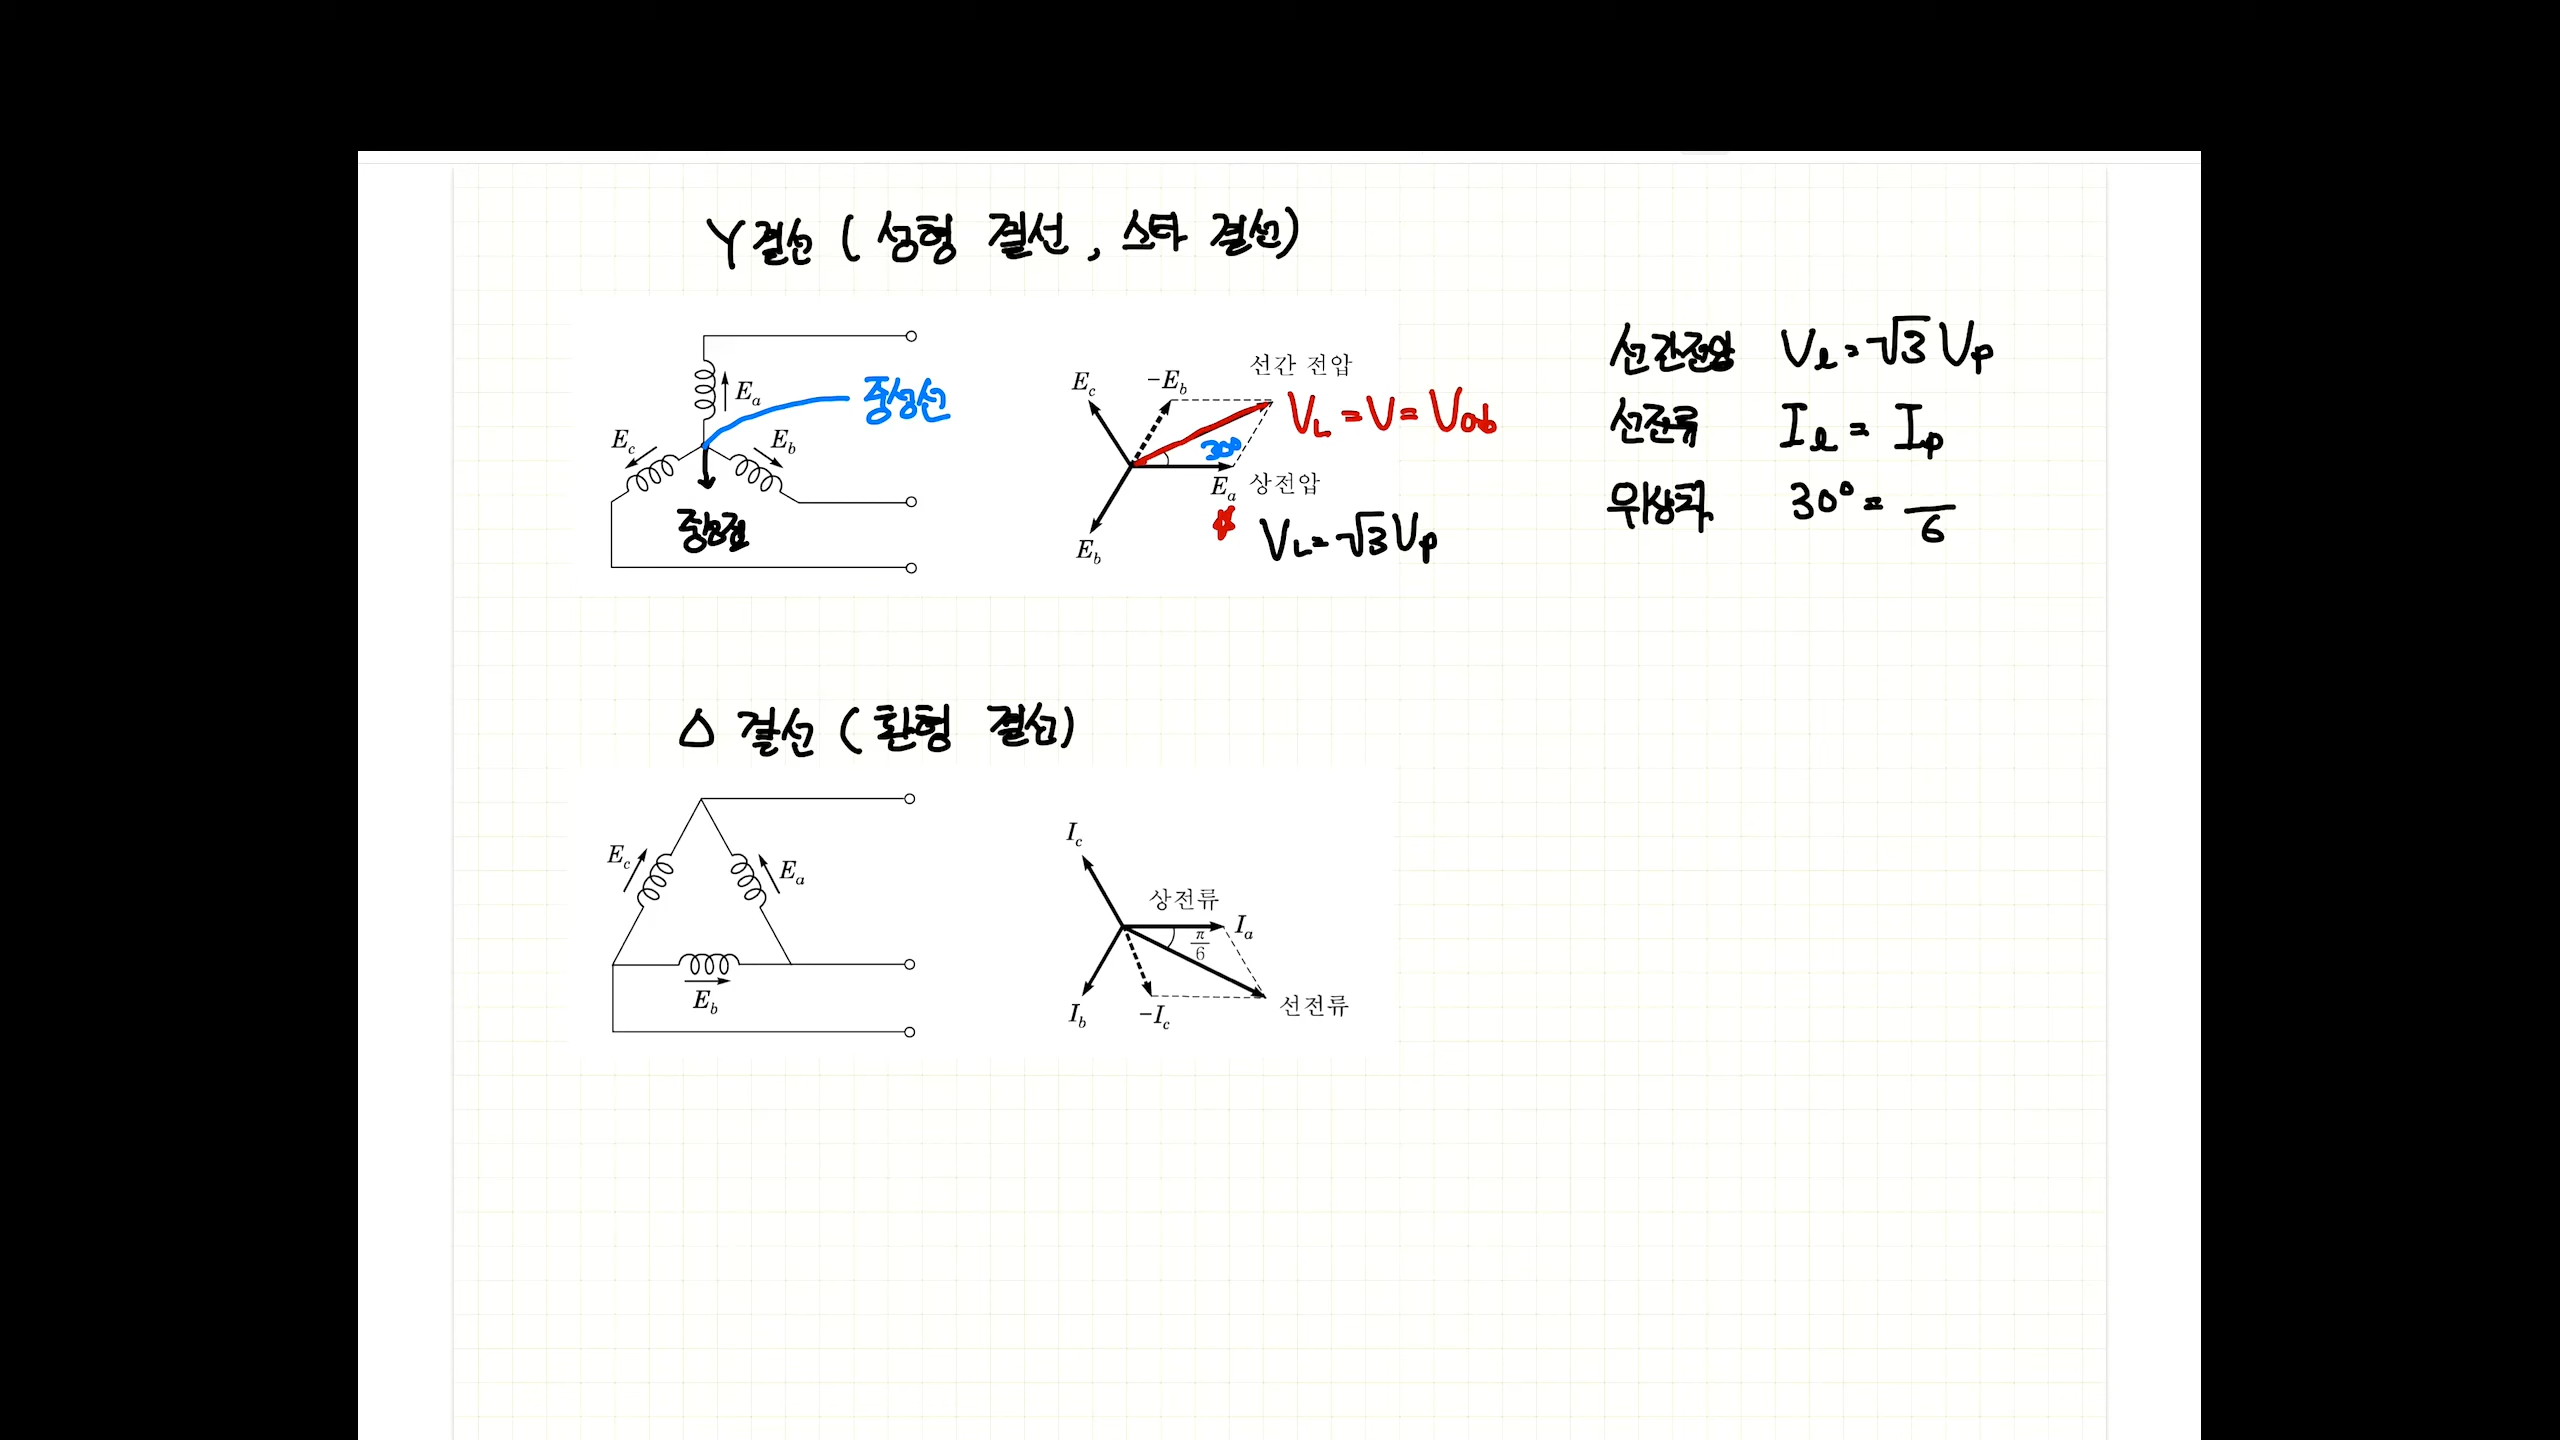 Y결선 ( 성형 결선 , 스타 결선)
E_a
중성선
E_c
E_b
중성점
E_c
-E_b
선간 전압
V_L = V = V_ab
30°
E_a 상전압
E_b
V_L = √3 V_p
선간전압 V_l = √3 V_p
선전류 I_l = I_p
위상차 30° = /6
△ 결선 ( 환형 결선)
E_c
E_a
E_b
I_c
상전류
I_a
π/6
I_b
-I_c
선전류